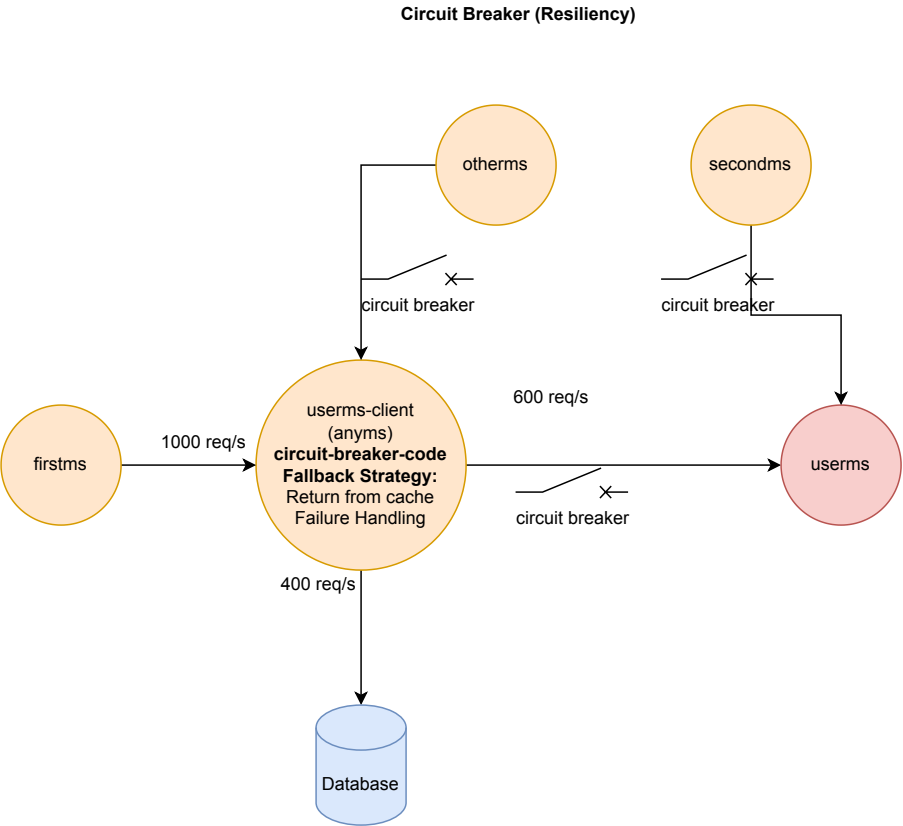 Circuit Breaker (Resiliency)
otherms
secondms
circuit breaker
circuit breaker
600 req/s
1000 req/s
firstms
userms-client
(anyms)
circuit-breaker-code
Fallback Strategy:
Return from cache
Failure Handling
userms
circuit breaker
400 req/s
Database